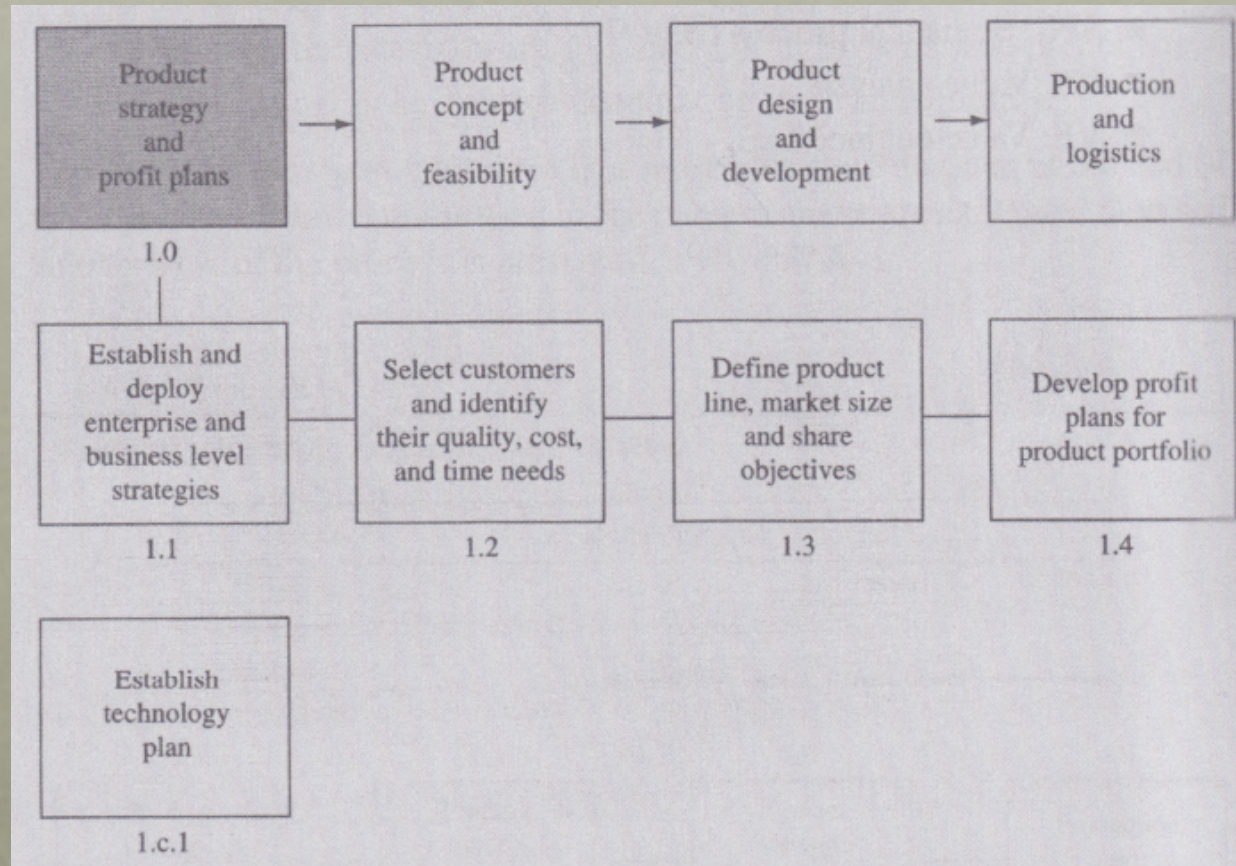 Product
strategy
and
profit plans
Product
concept
and
feasibility
Product
design
and
development
Production
and
logistics
1.0
Establish and
deploy
enterprise and
business level
strategies
Select customers
and identify
their quality, cost,
and time needs
Define product
line, market size
and share
objectives
Develop profit
plans for
product portfolio
1.1
1.2
1.3
1.4
Establish
technology
plan
1.c.1